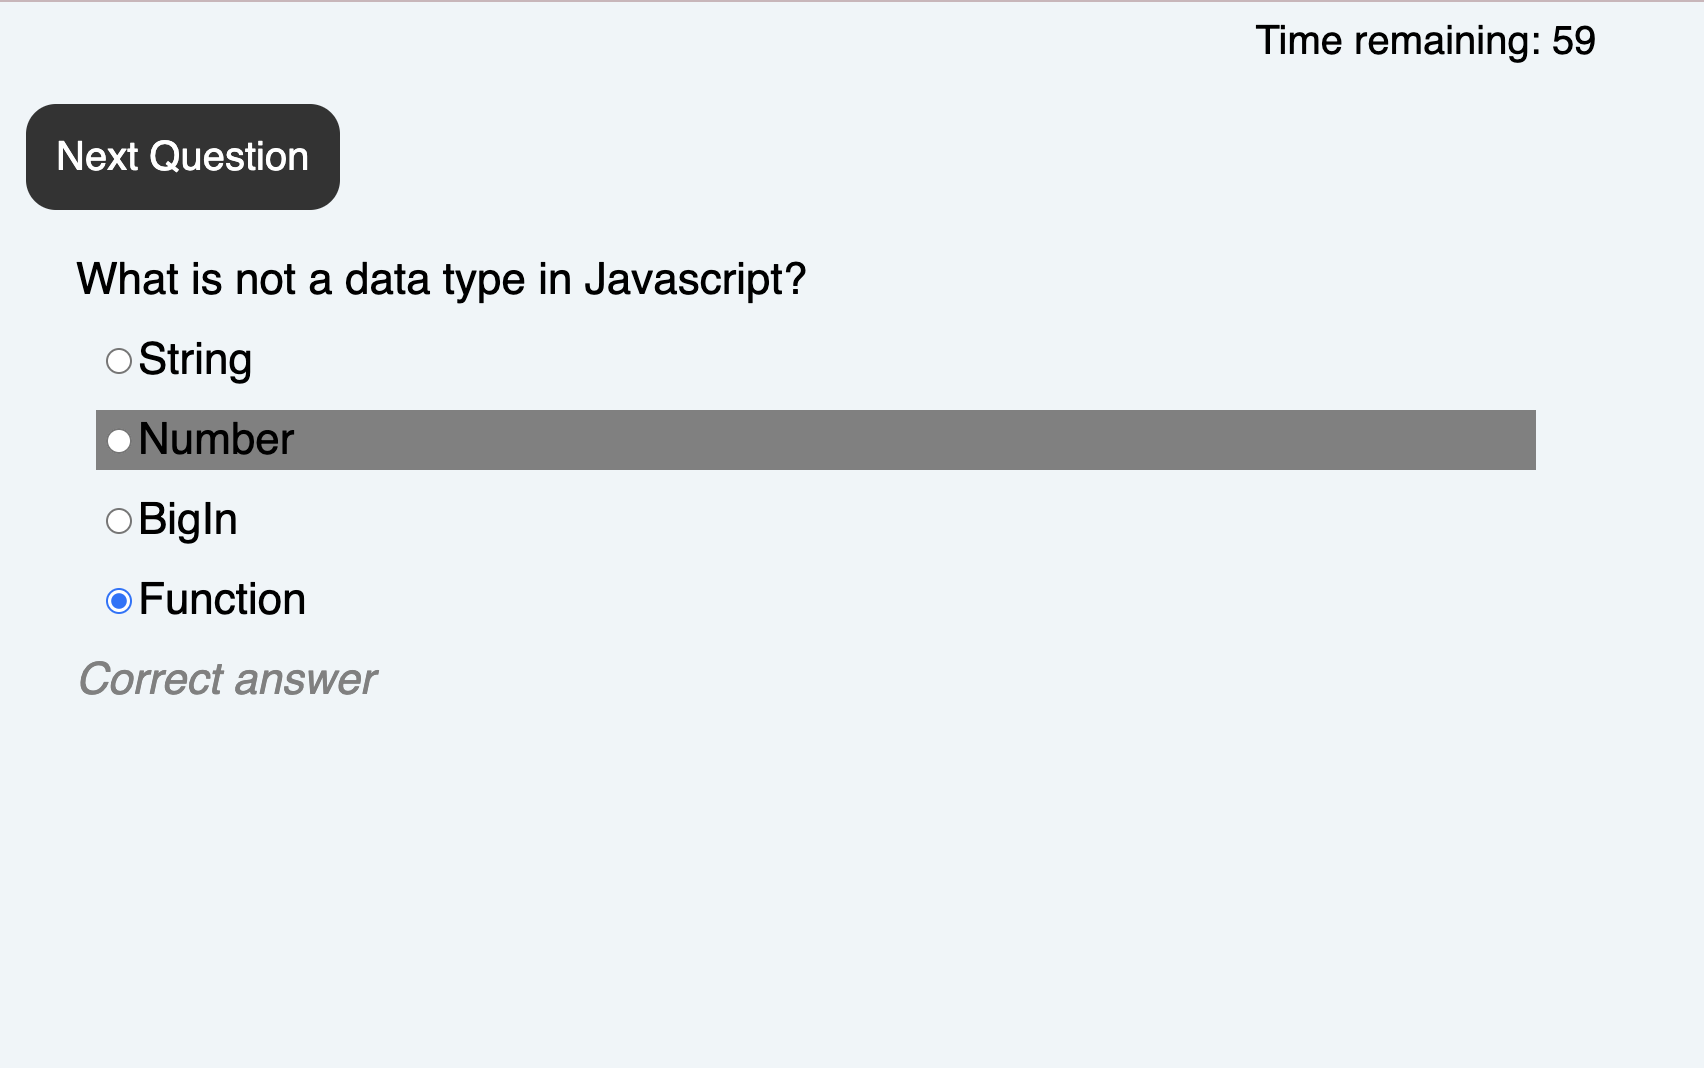 Time remaining: 59
Next Question
What is not a data type in Javascript?
String
Number
BigIn
Function
Correct answer